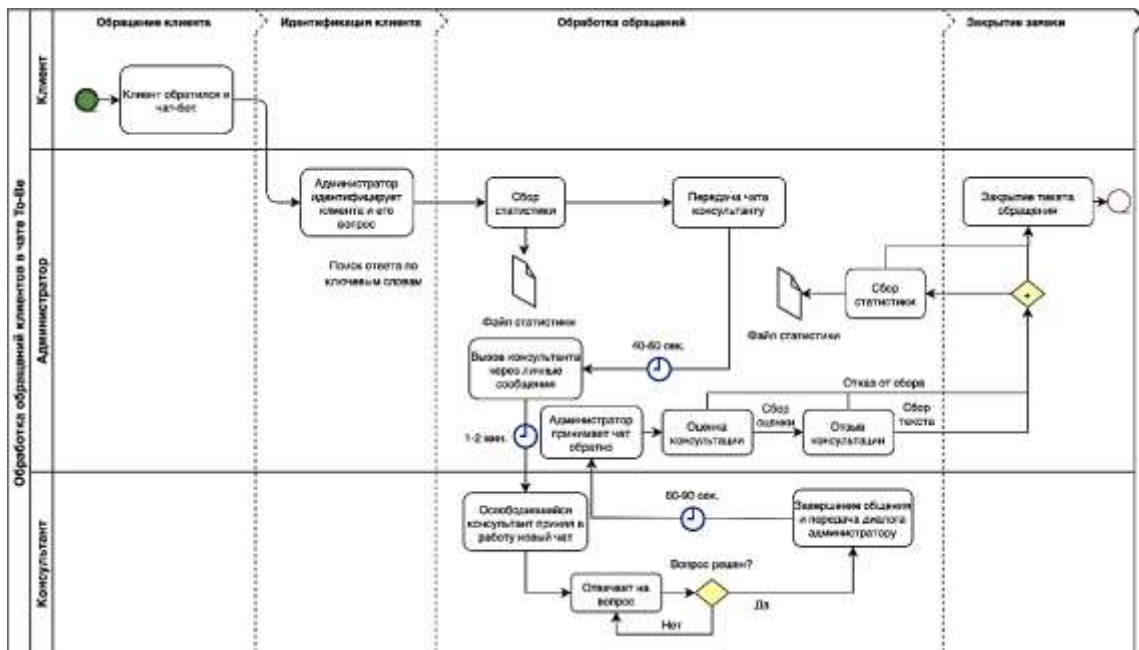 Обращение клиента
Идентификация клиента
Обработка обращений
Закрытие заявки
Обработка обращений клиентов в чате To-Be
Клиент
Клиент обратился в
чат-бот
Администратор
Администратор
идентифицирует
клиента и его
вопрос
Поиск ответа по
ключевым словам
Сбор
статистики
Файл статистики
Передача чата
консультанту
Закрытие тикета
обращения
Сбор
статистики
+
Файл статистики
40-60 сек.
Вызов консультанта
через личные
сообщения
1-2 мин.
Администратор
принимает чат
обратно
Оценка
консультации
Сбор
оценки
Отзыв
консультации
Отказ от сбора
Сбор
текста
Консультант
Освободившийся
консультант принял в
работу новый чат
60-90 сек.
Завершение общения
и передача диалога
администратору
Отвечает на
вопрос
Вопрос решен?
Да
Нет